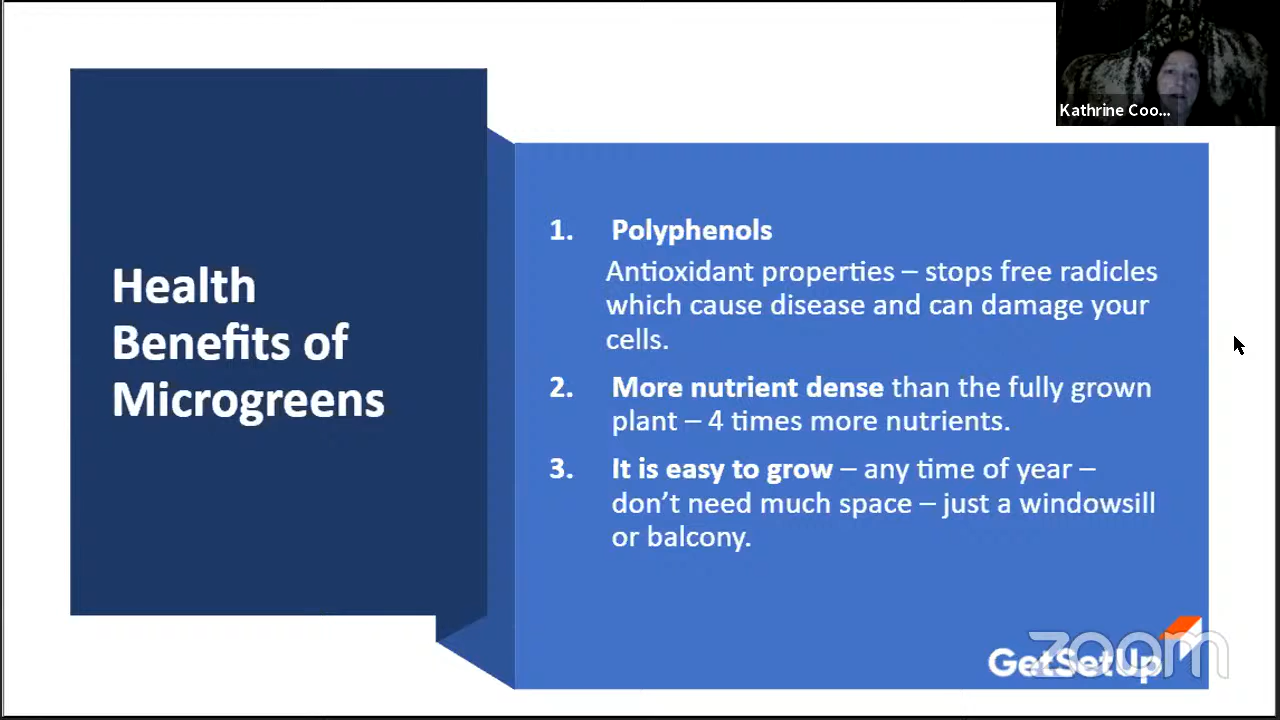 Kathrine Coo...
Health
Benefits of
Microgreens
1. Polyphenols
Antioxidant properties – stops free radicles
which cause disease and can damage your
cells.
2. More nutrient dense than the fully grown
plant – 4 times more nutrients.
3. It is easy to grow – any time of year –
don’t need much space – just a windowsill
or balcony.
GetSetUp
zoom